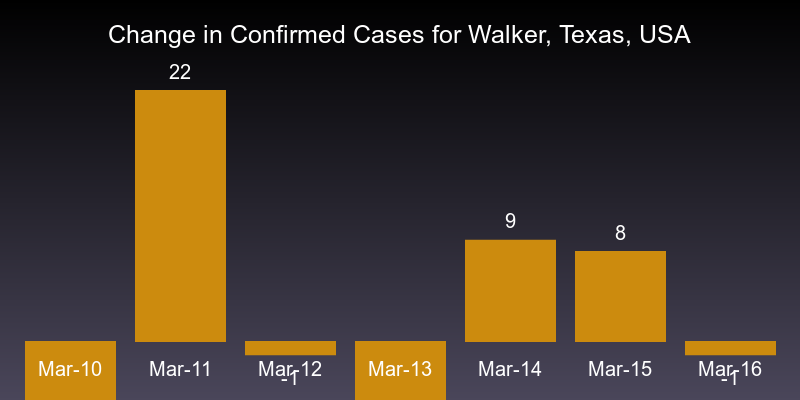 Change in Confirmed Cases for Walker, Texas, USA
22
9
8
Mar-10 Mar-11 Mar-12 Mar-13 Mar-14 Mar-15 Mar-16
-1 -1